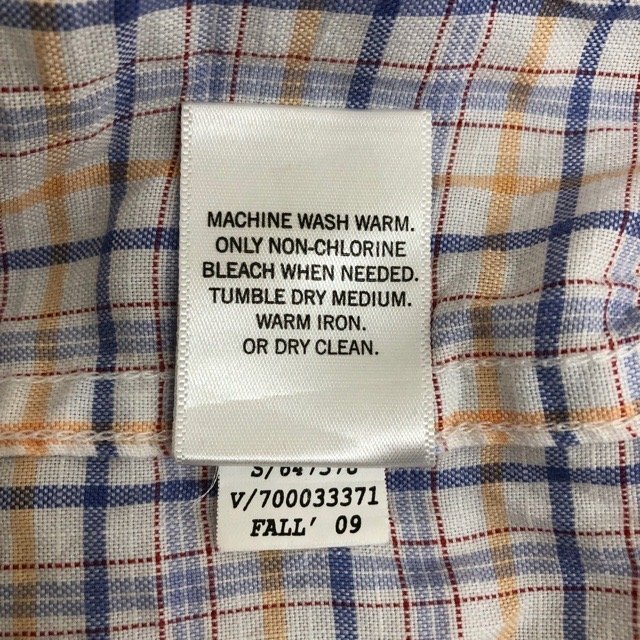 MACHINE WASH WARM.
ONLY NON-CHLORINE
BLEACH WHEN NEEDED.
TUMBLE DRY MEDIUM.
WARM IRON.
OR DRY CLEAN.
V/700033371
FALL' 09